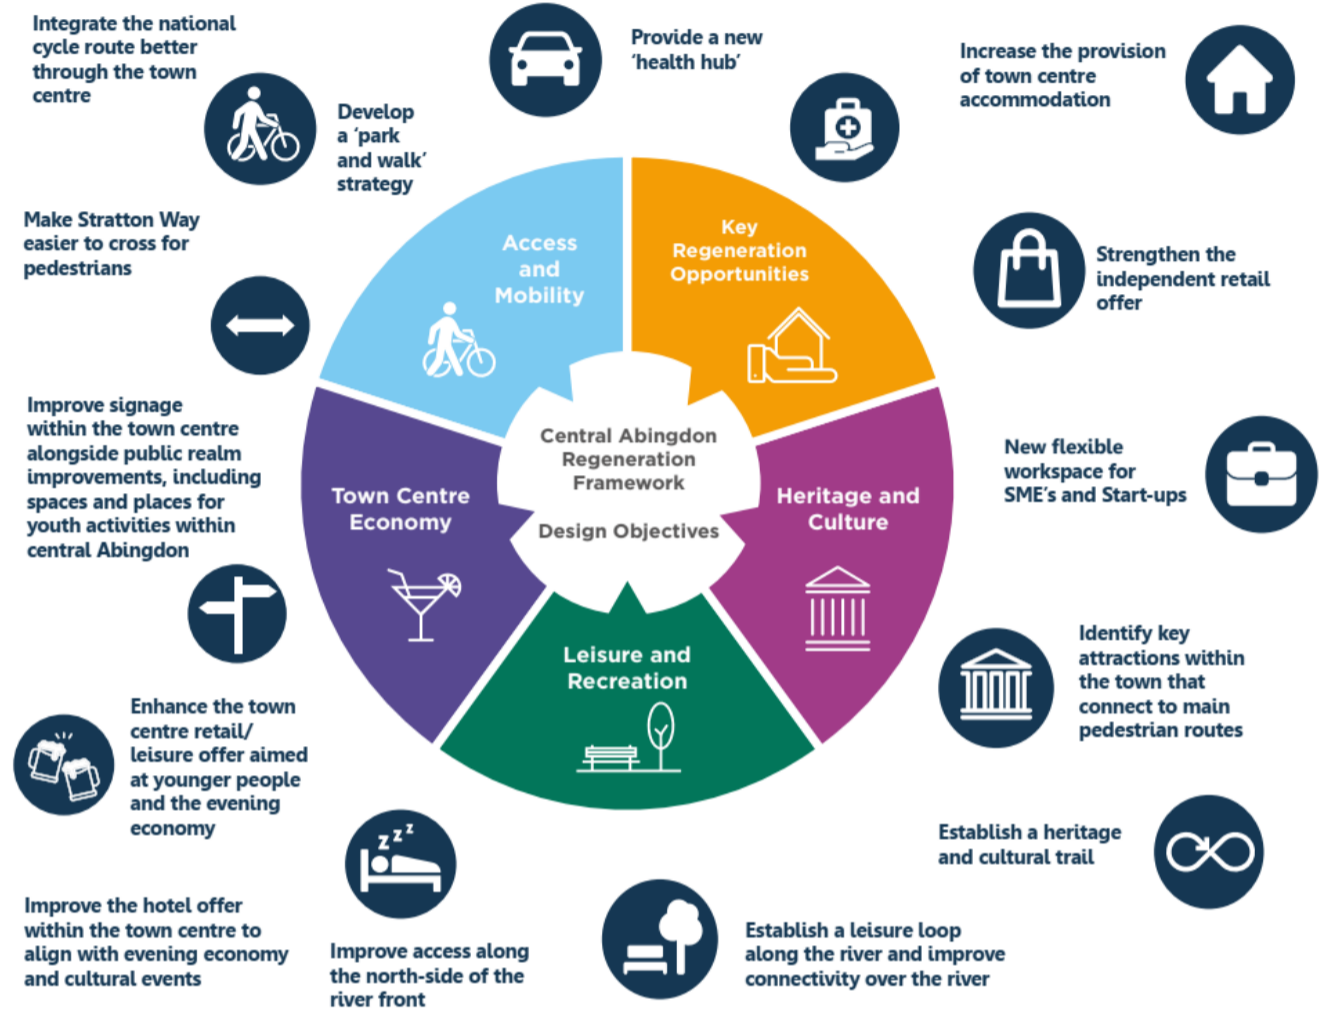 Integrate the national
cycle route better
through the town
centre
Develop
a ‘park
and walk’
strategy
Provide a new
‘health hub’
Increase the provision
of town centre
accommodation
Make Stratton Way
easier to cross for
pedestrians
Strengthen the
independent retail
offer
Access
and
Mobility
Key
Regeneration
Opportunities
Improve signage
within the town centre
alongside public realm
improvements, including
spaces and places for
youth activities within
central Abingdon
New flexible
workspace for
SME’s and Start-ups
Central Abingdon
Regeneration
Framework
Design Objectives
Town Centre
Economy
Heritage and
Culture
Leisure and
Recreation
Identify key
attractions within
the town that
connect to main
pedestrian routes
Enhance the town
centre retail/
leisure offer aimed
at younger people
and the evening
economy
z z z
Establish a heritage
and cultural trail
Improve the hotel offer
within the town centre to
align with evening economy
and cultural events
Improve access along
the north-side of the
river front
Establish a leisure loop
along the river and improve
connectivity over the river